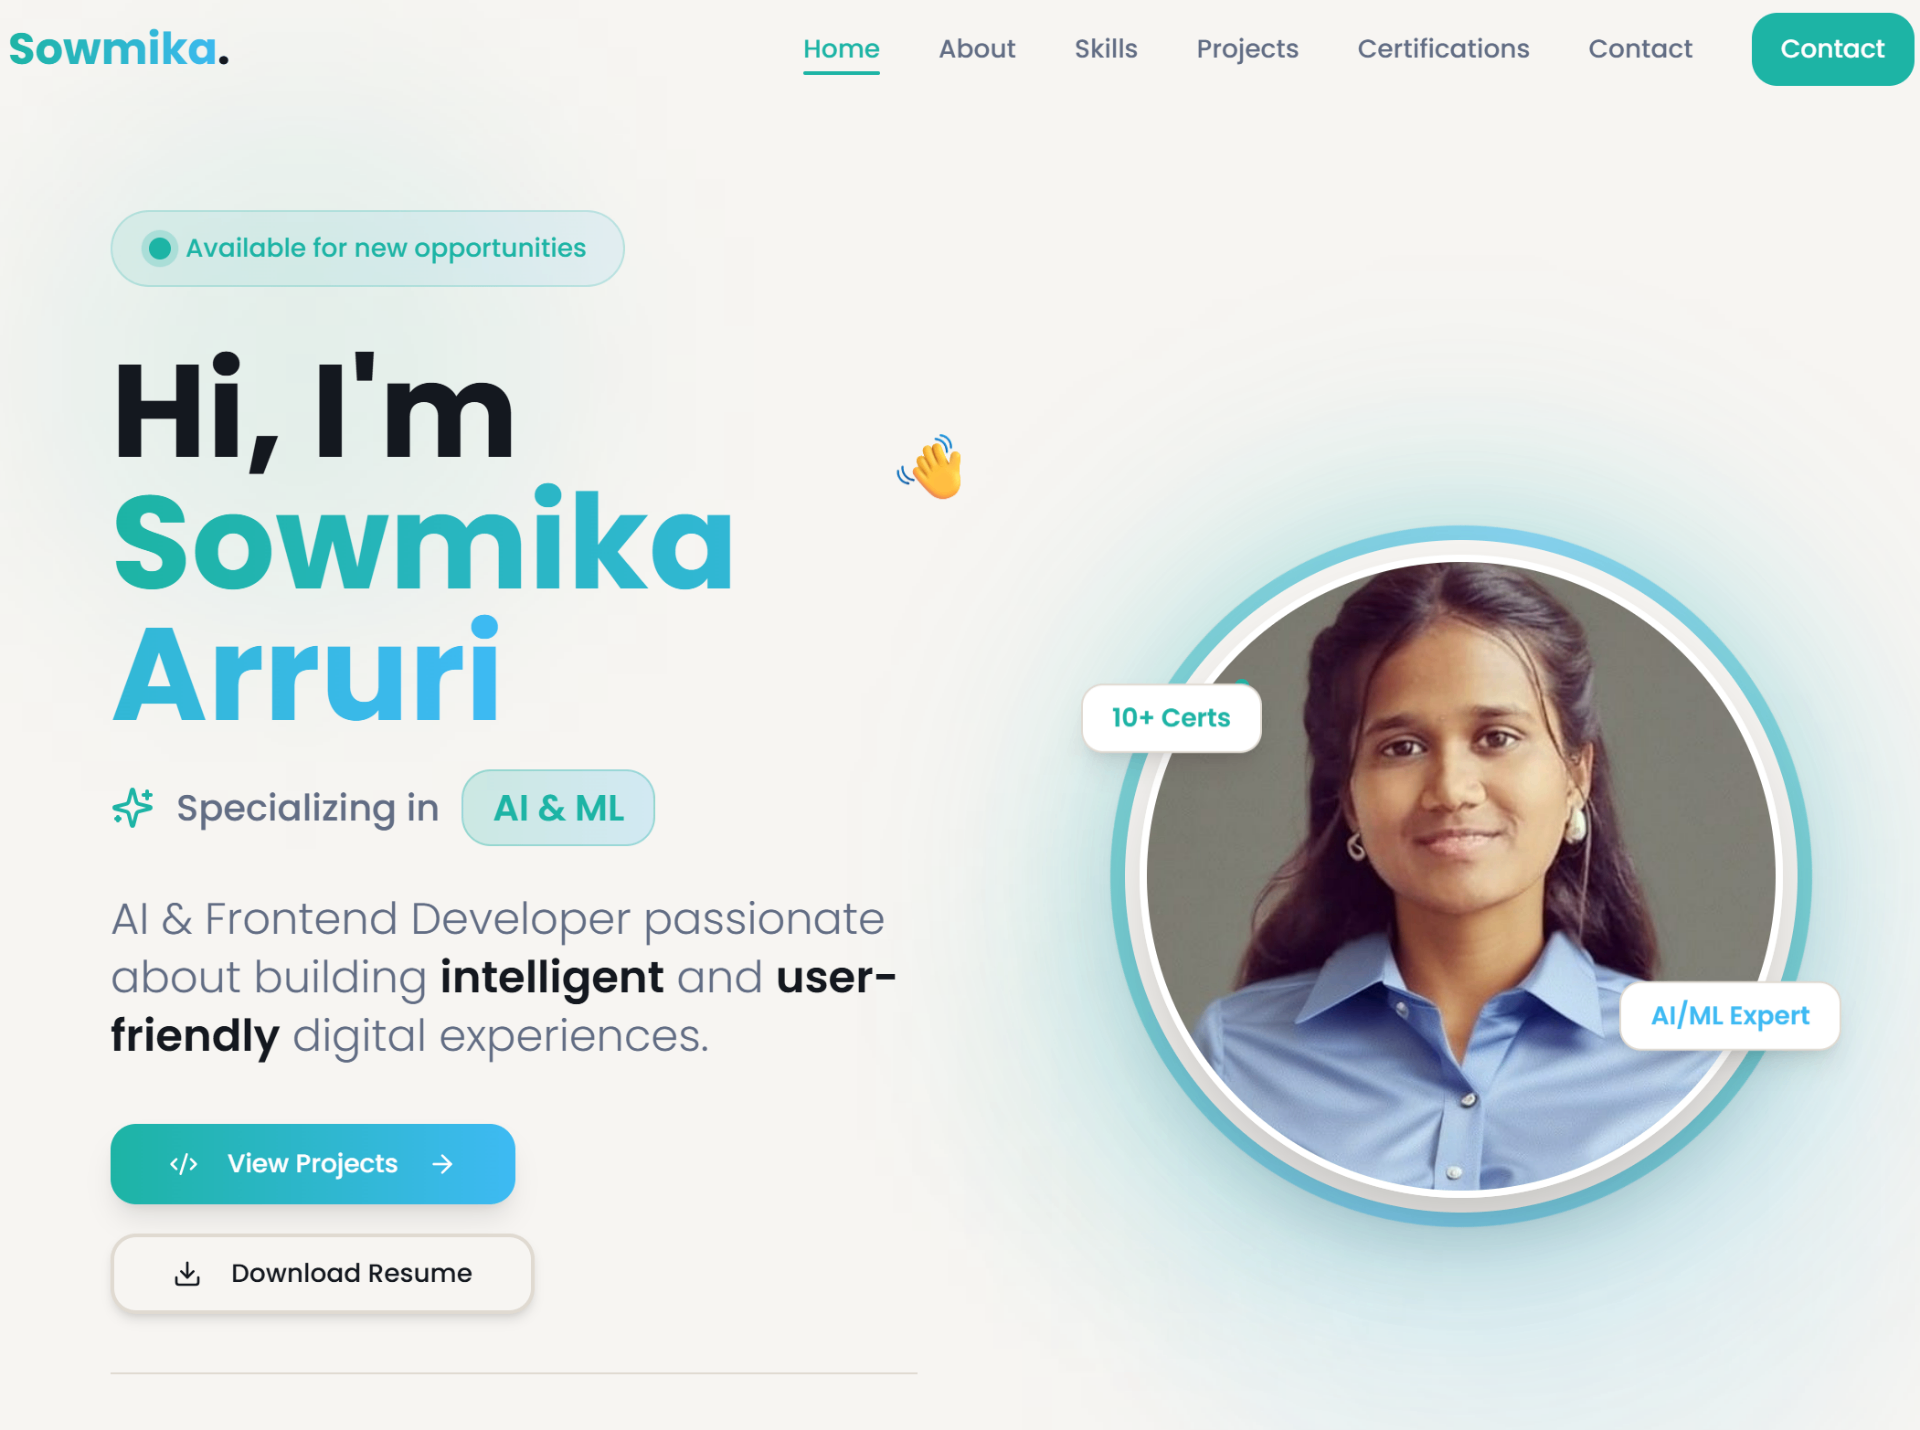 Sowmika.
Home About Skills Projects Certifications Contact Contact
Available for new opportunities
Hi, I'm
Sowmika
Arruri
Specializing in AI & ML
AI & Frontend Developer passionate
about building intelligent and user-
friendly digital experiences.
View Projects
Download Resume
10+ Certs
AI/ML Expert